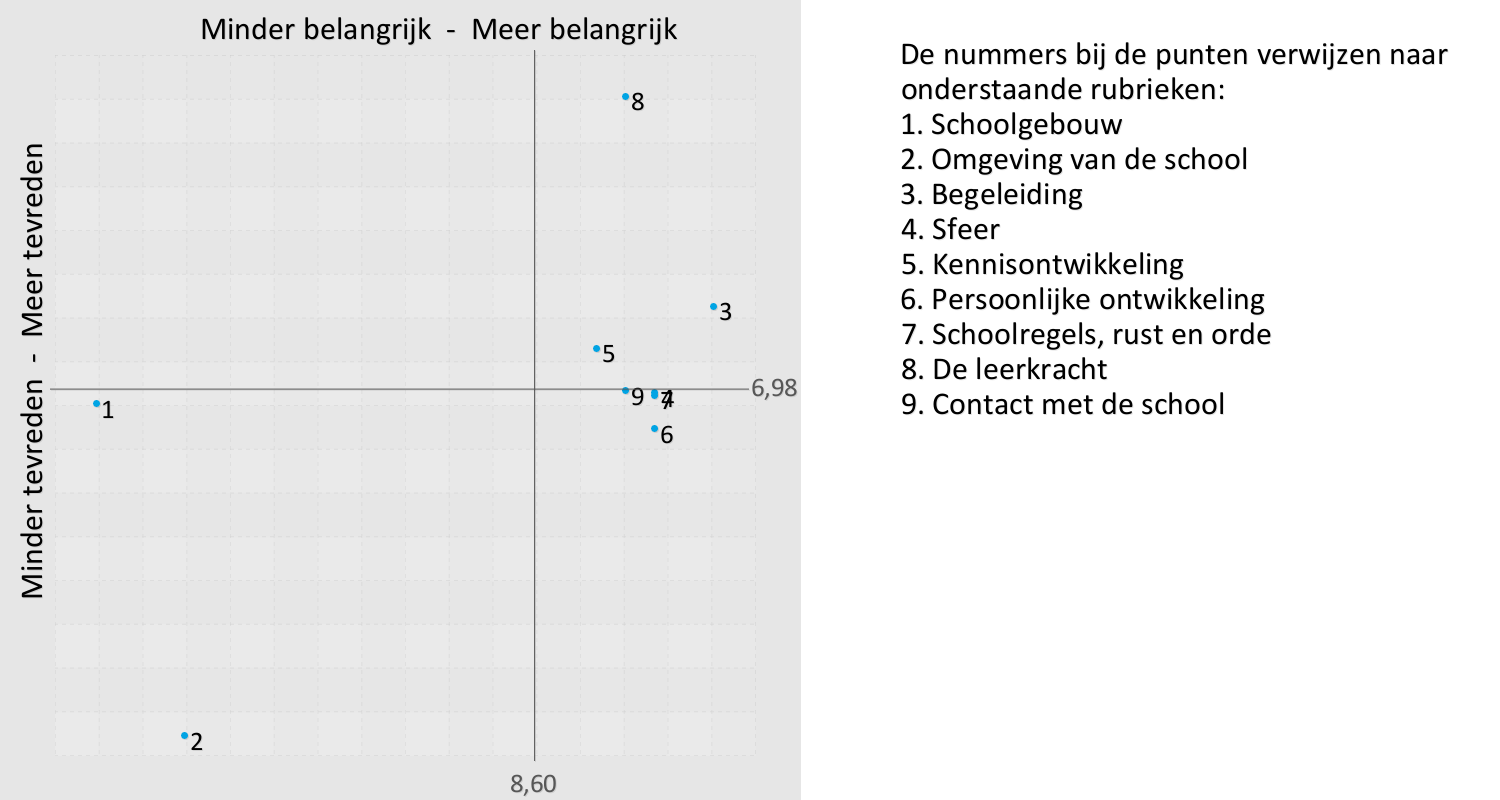 Minder belangrijk - Meer belangrijk
Minder tevreden - Meer tevreden
8
3
5
6,98
9
4
7
1
6
2
8,60
De nummers bij de punten verwijzen naar
onderstaande rubrieken:
1. Schoolgebouw
2. Omgeving van de school
3. Begeleiding
4. Sfeer
5. Kennisontwikkeling
6. Persoonlijke ontwikkeling
7. Schoolregels, rust en orde
8. De leerkracht
9. Contact met de school